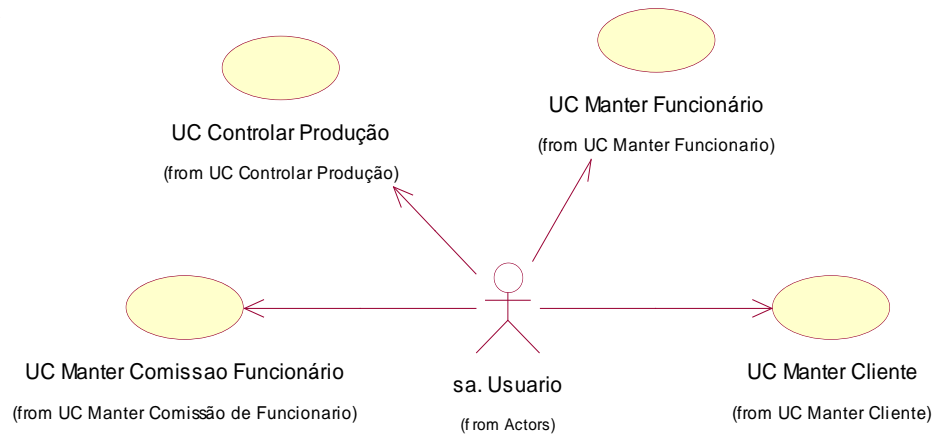 UC Manter Funcionário
(from UC Manter Funcionario)
UC Controlar Produção
(from UC Controlar Produção)
UC Manter Comissao Funcionário
(from UC Manter Comissão de Funcionario)
sa. Usuario
(from Actors)
UC Manter Cliente
(from UC Manter Cliente)